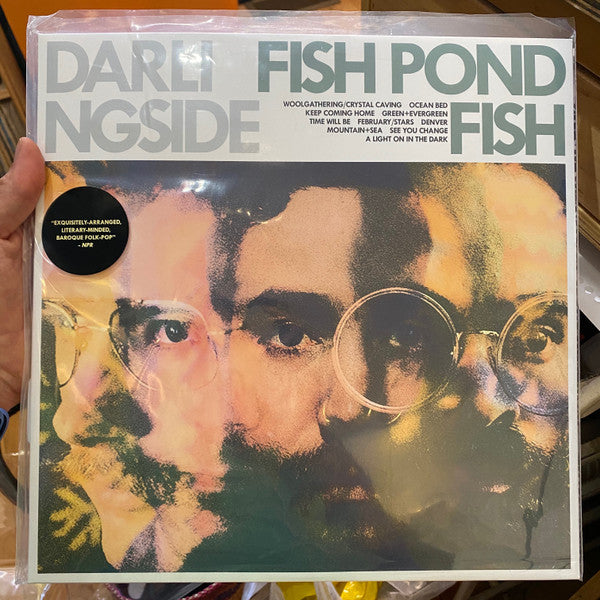 DARLI
NGSIDE
FISH POND
FISH
WOOLGATHERING/CRYSTAL CAVING OCEAN BED
KEEP COMING HOME GREEN+EVERGREEN
TIME WILL BE FEBRUARY/STARS DENVER
MOUNTAIN+SEA SEE YOU CHANGE
A LIGHT ON IN THE DARK
"EXQUISITELY-ARRANGED,
LITERARY-MINDED,
BAROQUE FOLK-POP"
- NPR